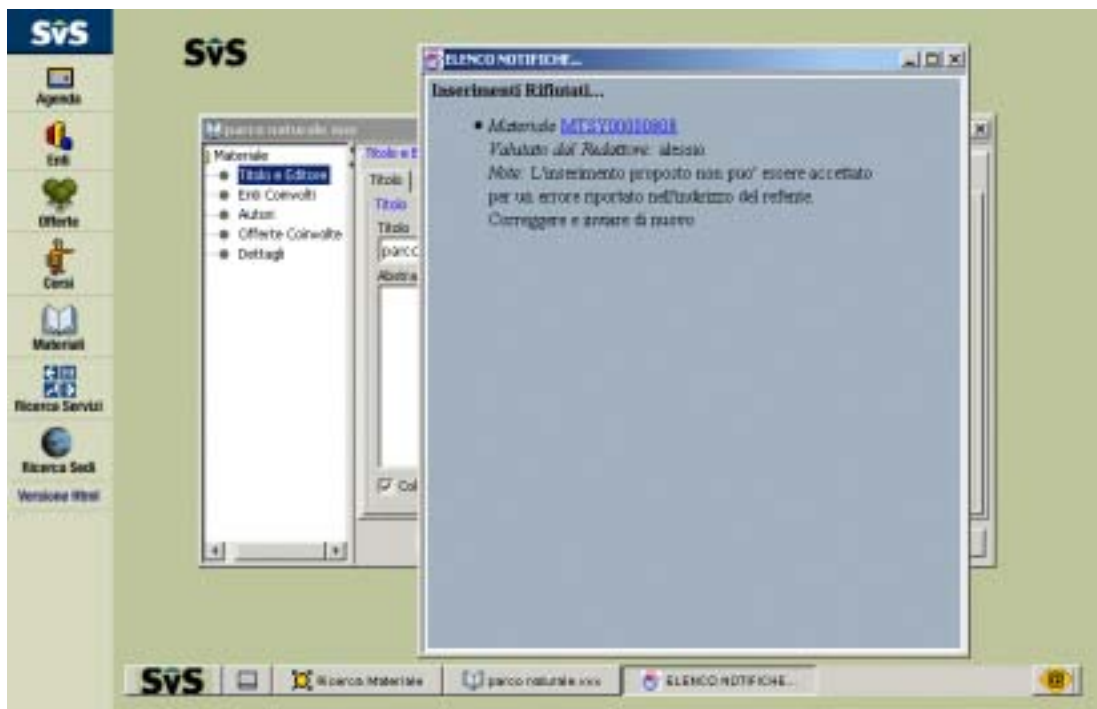 SvS
Agenda
Enti
Offerte
Corsi
Materiali
Ricerca Servizi
Ricerca Sedi
Versione Html
SvS
parco naturale xxx
Materiale
Titolo e Editore
Enti Coinvolti
Autori
Offerte Coinvolte
Dettagli
Titolo e E
Titolo
Titolo
Titolo
parco
Abstra
Col
ELENCO NOTIFICHE...
Inserimenti Rifiutati...
Materiale MTSY00000808
Valutato dal Redattore: alessio
Note: L'inserimento proposto non puo' essere accettato
per un errore riportato nell'indirizzo del referente.
Correggere e inviare di nuovo
SvS
Ricerca Materiale
parco naturale xxx
ELENCO NOTIFICHE...